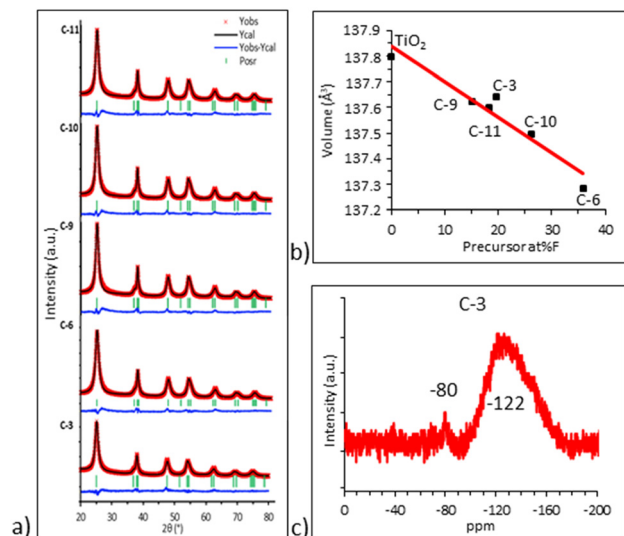 Yobs
Ycal
Yobs-Ycal
Posr
C-11
C-10
C-9
C-6
C-3
Intensity (a.u.)
20 30 40 50 60 70 80
2θ (°)
a)
137.9
137.8
137.7
137.6
137.5
137.4
137.3
137.2
Volume (Å³)
TiO₂
C-3
C-9
C-11
C-10
C-6
0 10 20 30 40
Precursor at%F
b)
C-3
-80
-122
Intensity (a.u.)
0 -40 -80 -120 -160 -200
ppm
c)